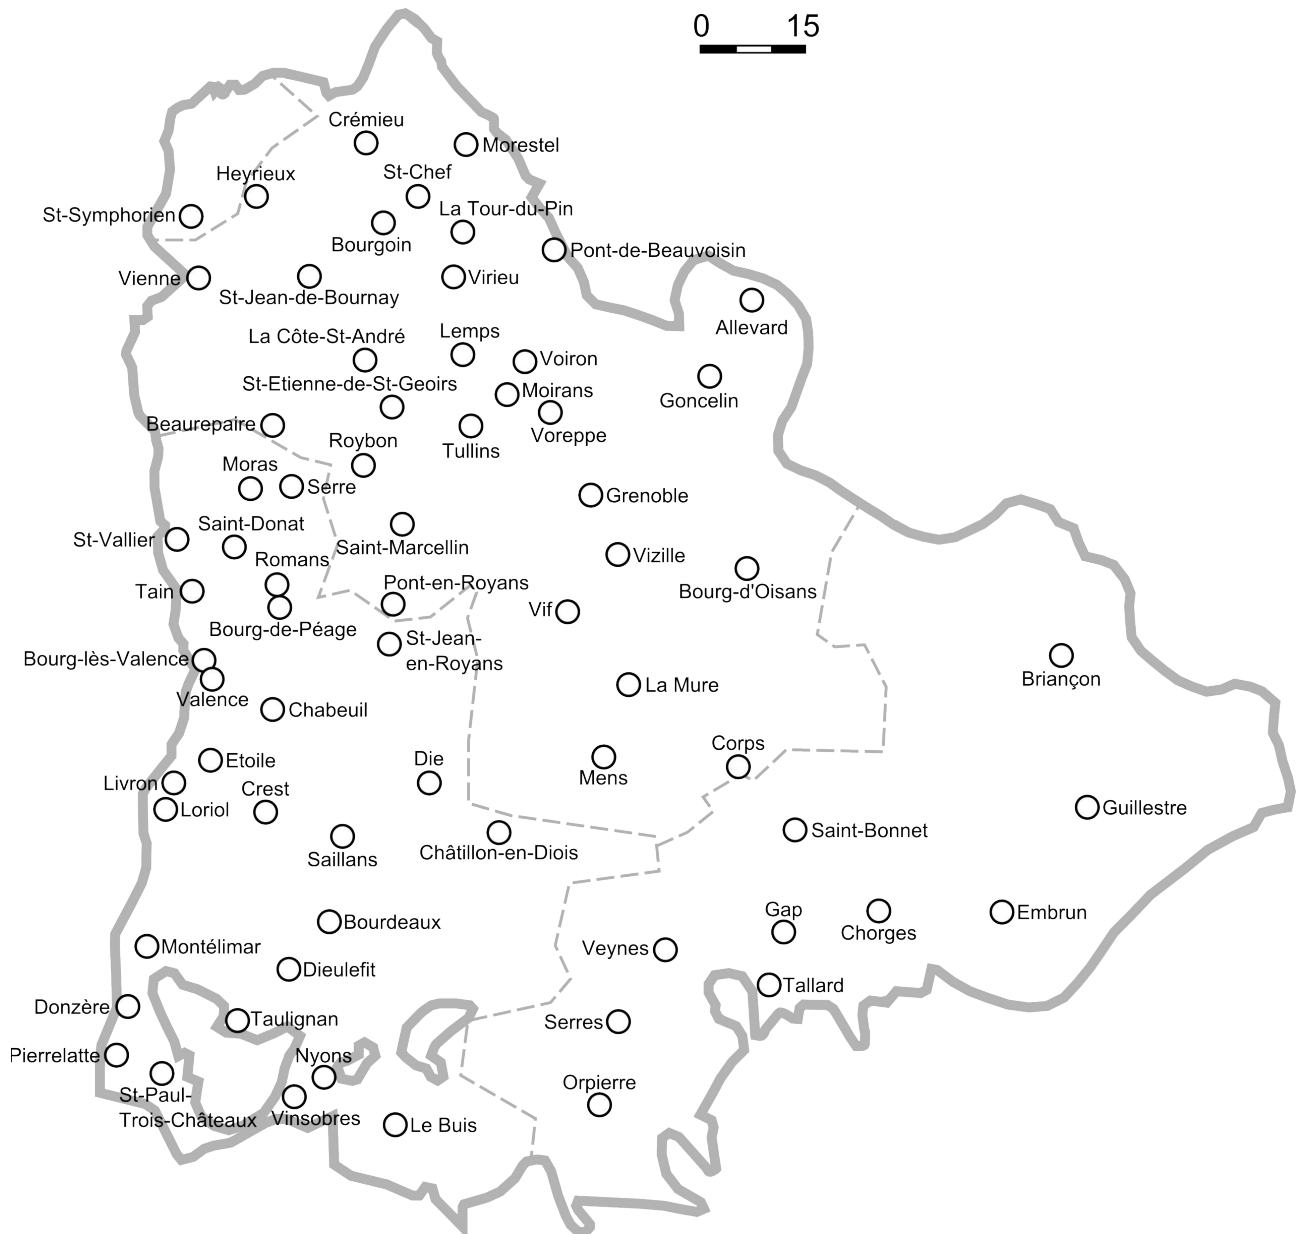 0 15
Crémieu
Morestel
St-Chef
Heyrieux
La Tour-du-Pin
St-Symphorien
Bourgoin
Pont-de-Beauvoisin
Vienne
Virieu
St-Jean-de-Bournay
Allevard
Lemps
La Côte-St-André
Voiron
St-Etienne-de-St-Geoirs
Moirans
Goncelin
Beaurepaire
Voreppe
Roybon
Tullins
Moras
Serre
Grenoble
Saint-Donat
St-Vallier
Saint-Marcellin
Vizille
Romans
Pont-en-Royans
Bourg-d'Oisans
Tain
Vif
Bourg-de-Péage
St-Jean-
en-Royans
Bourg-lès-Valence
Briançon
La Mure
Valence
Chabeuil
Corps
Etoile
Die
Mens
Livron
Crest
Loriol
Guillestre
Saint-Bonnet
Saillans
Châtillon-en-Diois
Gap
Embrun
Bourdeaux
Chorges
Montélimar
Veynes
Dieulefit
Tallard
Donzère
Taulignan
Serres
Pierrelatte
Nyons
Orpierre
St-Paul-
Trois-Châteaux
Vinsobres
Le Buis